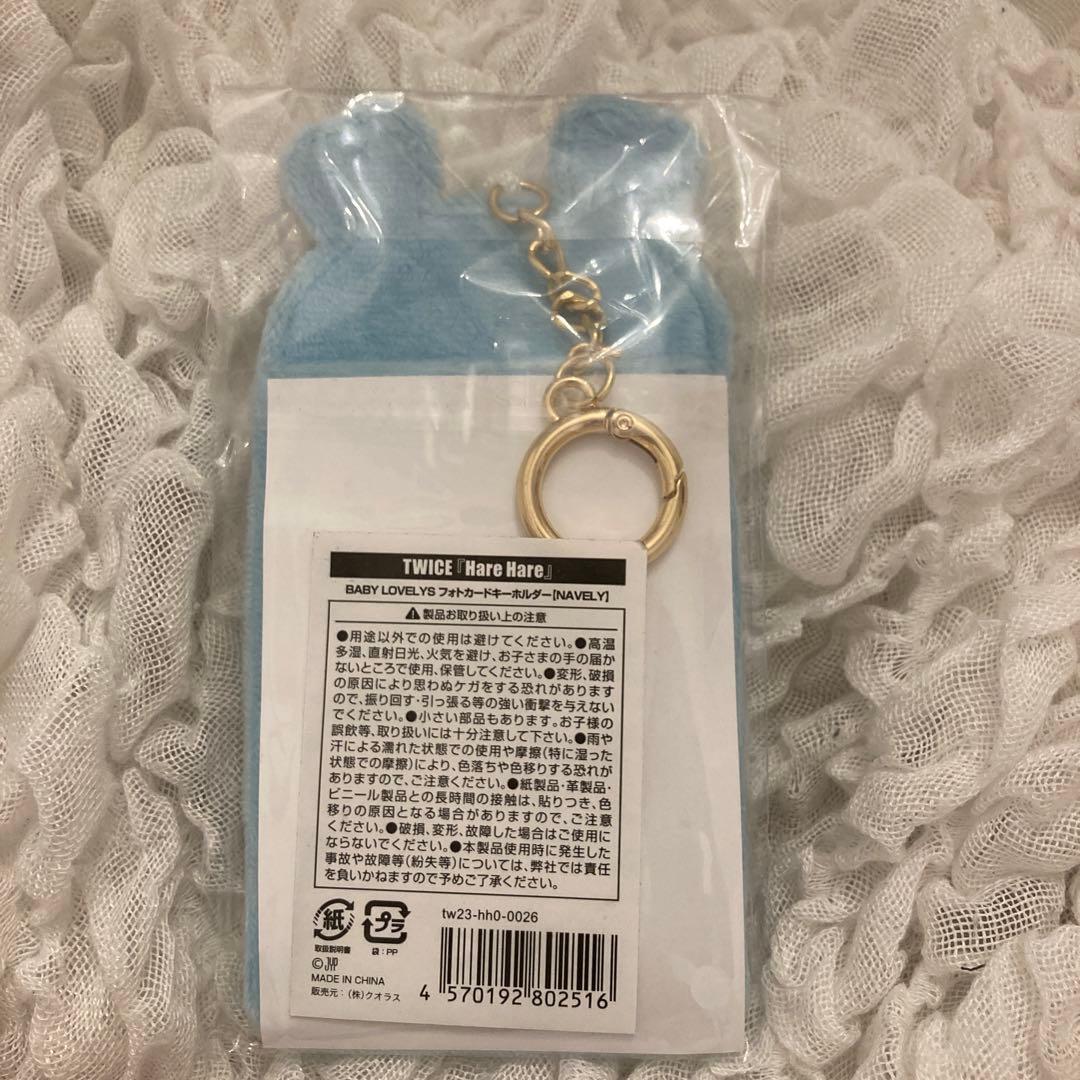 TWICE『Hare Hare』
BABY LOVELYS フォトカードキーホルダー[NAVELY]
⚠製品お取り扱い上の注意
●用途以外での使用は避けてください。●高温
多湿、直射日光、火気を避け、お子さまの手の届か
ないところで使用、保管してください。●変形、破損
の原因により思わぬケガをする恐れがあります
ので、振り回す・引っ張る等の強い衝撃を与えない
でください。●小さい部品もあります。お子様の
誤飲等、取り扱いには十分注意して下さい。●雨や
汗による濡れた状態での使用や摩擦(特に湿った
状態での摩擦)により、色落ちや色移りする恐れが
ありますので、ご注意ください。●紙製品・革製品・
ビニール製品との長時間の接触は、貼りつき、色
移りの原因となる場合がありますので、ご注意
ください。●破損、変形、故障した場合はご使用に
ならないでください。●本製品使用時に発生した
事故や故障等(紛失等)については、弊社では責任
を負いかねますので予めご了承ください。
紙
取扱説明書
プラ
袋:PP
tw23-hh0-0026
©JYP
MADE IN CHINA
販売元:(株)クオラス
4 570192 802516